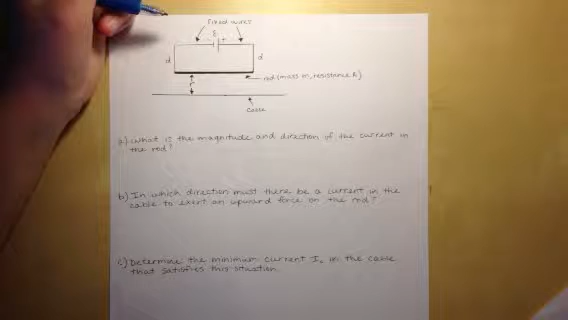 Fixed wires
ε
- +
d
d
r
rod (mass m, resistance R)
cable
a) What is the magnitude and direction of the current in
the rod?
b) In which direction must there be a current in the
cable to exert an upward force on the rod?
c) Determine the minimum current I_c in the cable
that satisfies this situation.